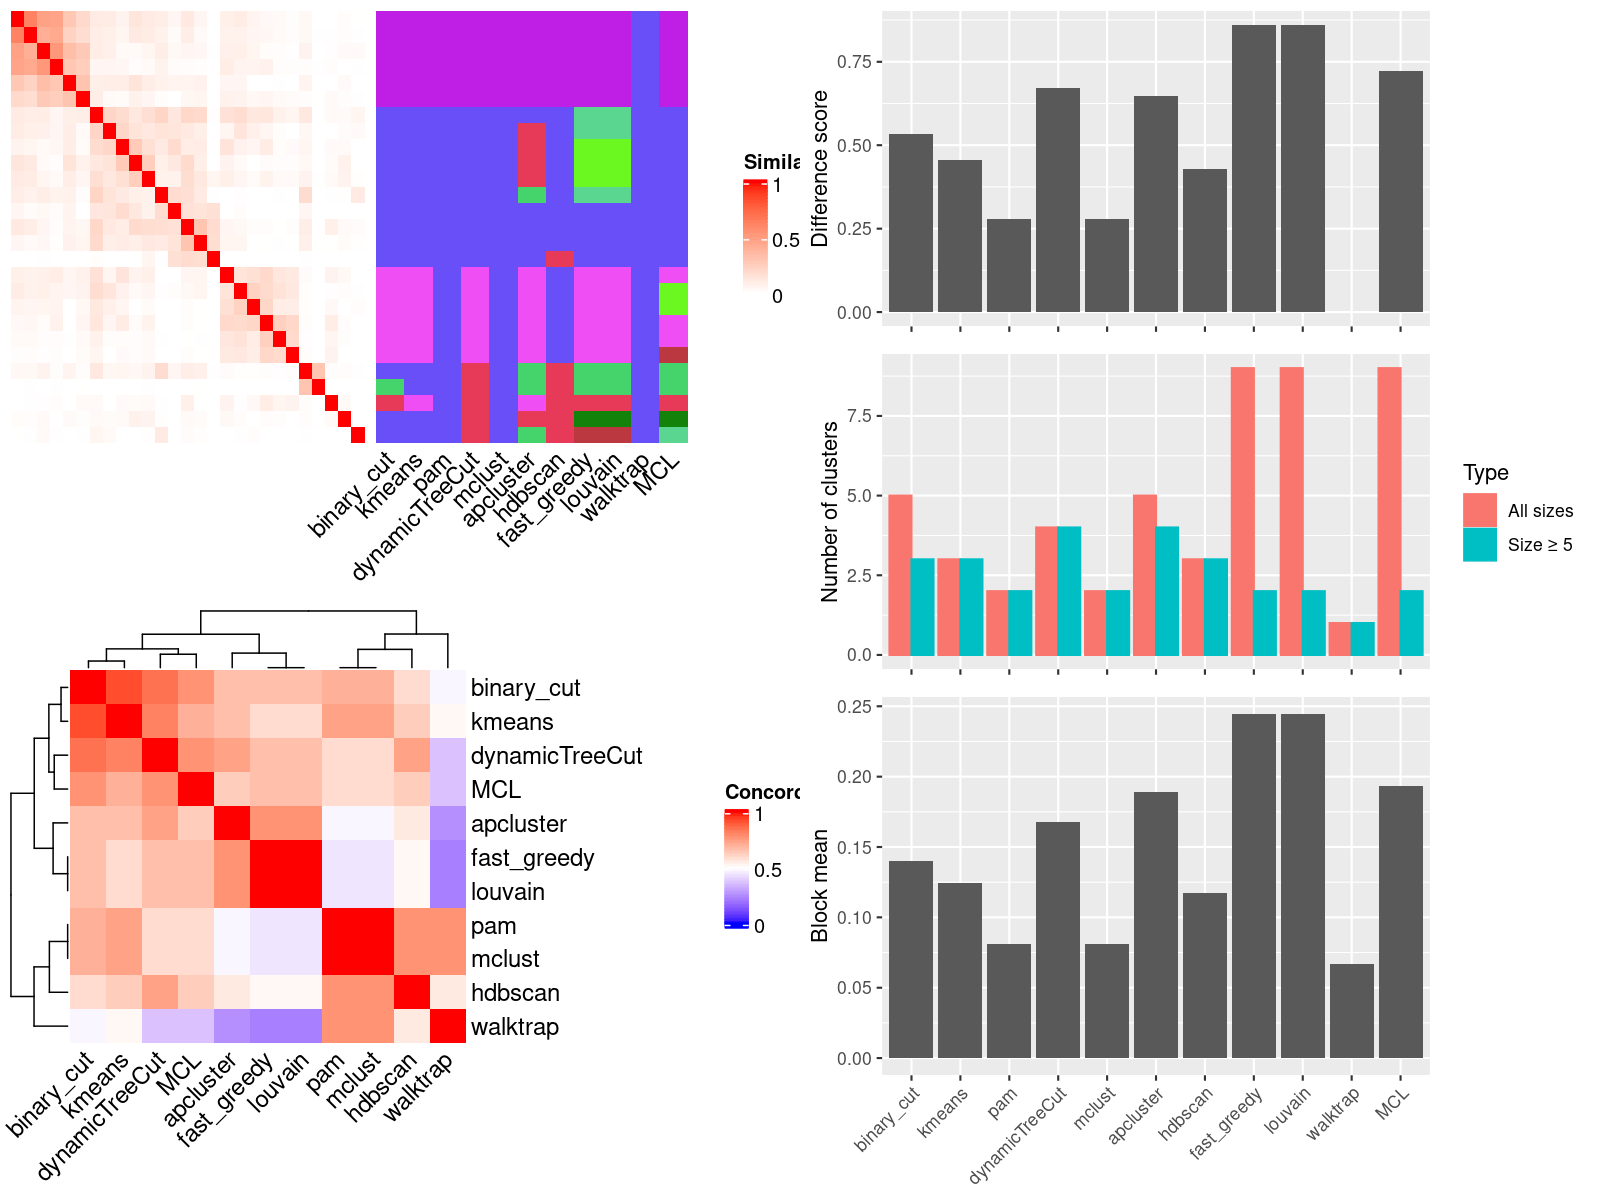 Simila
1
0.5
0
binary_cut
kmeans
pam
dynamicTreeCut
mclust
apcluster
hdbscan
fast_greedy
louvain
walktrap
MCL
binary_cut
kmeans
dynamicTreeCut
MCL
apcluster
fast_greedy
louvain
pam
mclust
hdbscan
walktrap
Concord
1
0.5
0
binary_cut
kmeans
dynamicTreeCut
MCL
apcluster
fast_greedy
louvain
pam
mclust
hdbscan
walktrap
Difference score
0.75
0.50
0.25
0.00
Number of clusters
7.5
5.0
2.5
0.0
Type
All sizes
Size ≥ 5
Block mean
0.25
0.20
0.15
0.10
0.05
0.00
binary_cut
kmeans
pam
dynamicTreeCut
mclust
apcluster
hdbscan
fast_greedy
louvain
walktrap
MCL